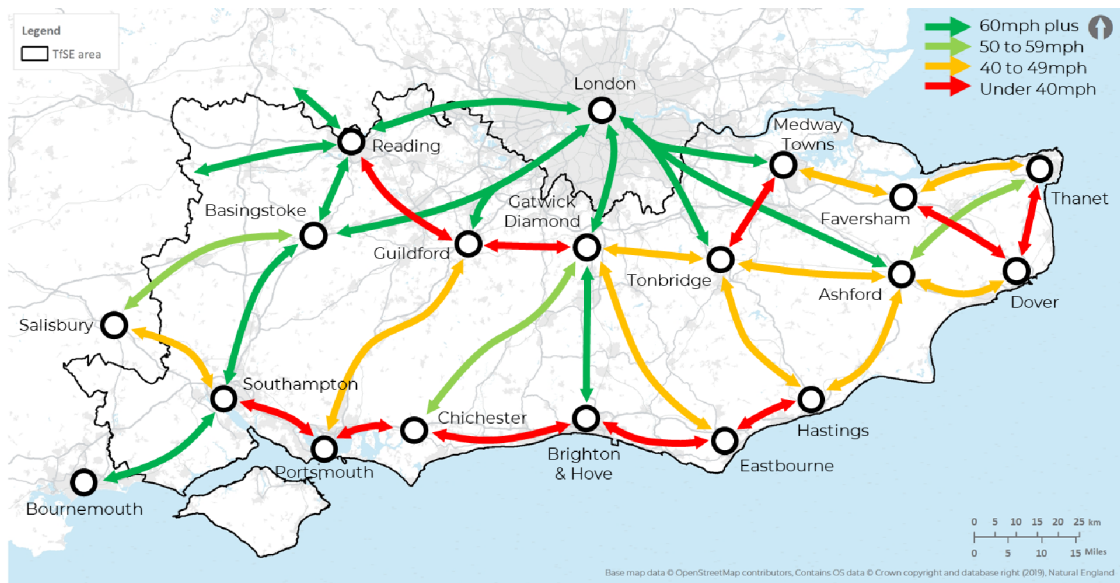 Legend
TfSE area
60mph plus
50 to 59mph
40 to 49mph
Under 40mph
London
Medway
Towns
Reading
Thanet
Basingstoke
Gatwick
Diamond
Faversham
Guildford
Tonbridge
Ashford
Dover
Salisbury
Southampton
Chichester
Hastings
Portsmouth
Brighton
& Hove
Eastbourne
Bournemouth
0 5 10 15 20 25 km
0 5 10 15 Miles
Base map data © OpenStreetMap contributors, Contains OS data © Crown copyright and database right (2019), Natural England